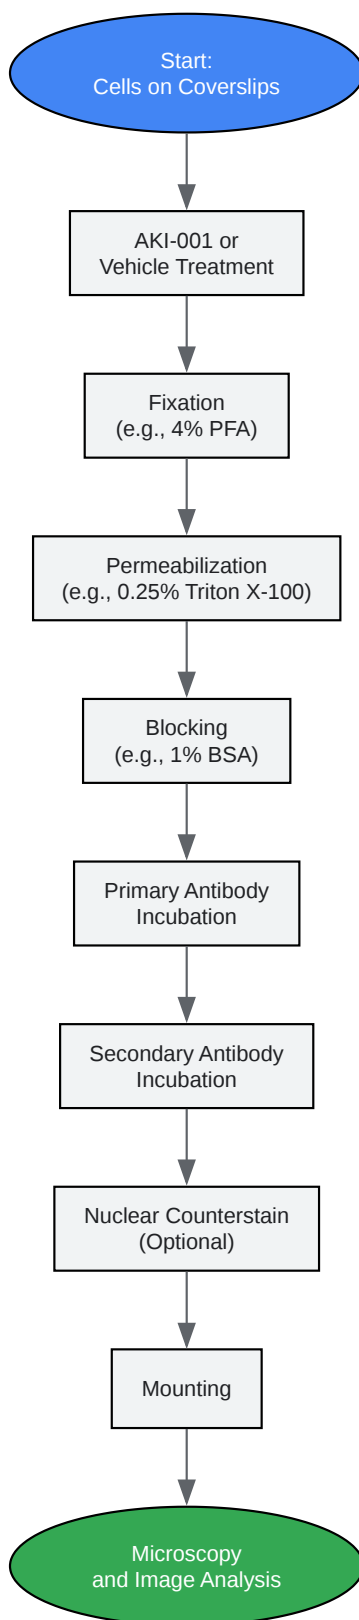 Start:
Cells on Coverslips
AKI-001 or
Vehicle Treatment
Fixation
(e.g., 4% PFA)
Permeabilization
(e.g., 0.25% Triton X-100)
Blocking
(e.g., 1% BSA)
Primary Antibody
Incubation
Secondary Antibody
Incubation
Nuclear Counterstain
(Optional)
Mounting
Microscopy
and Image Analysis